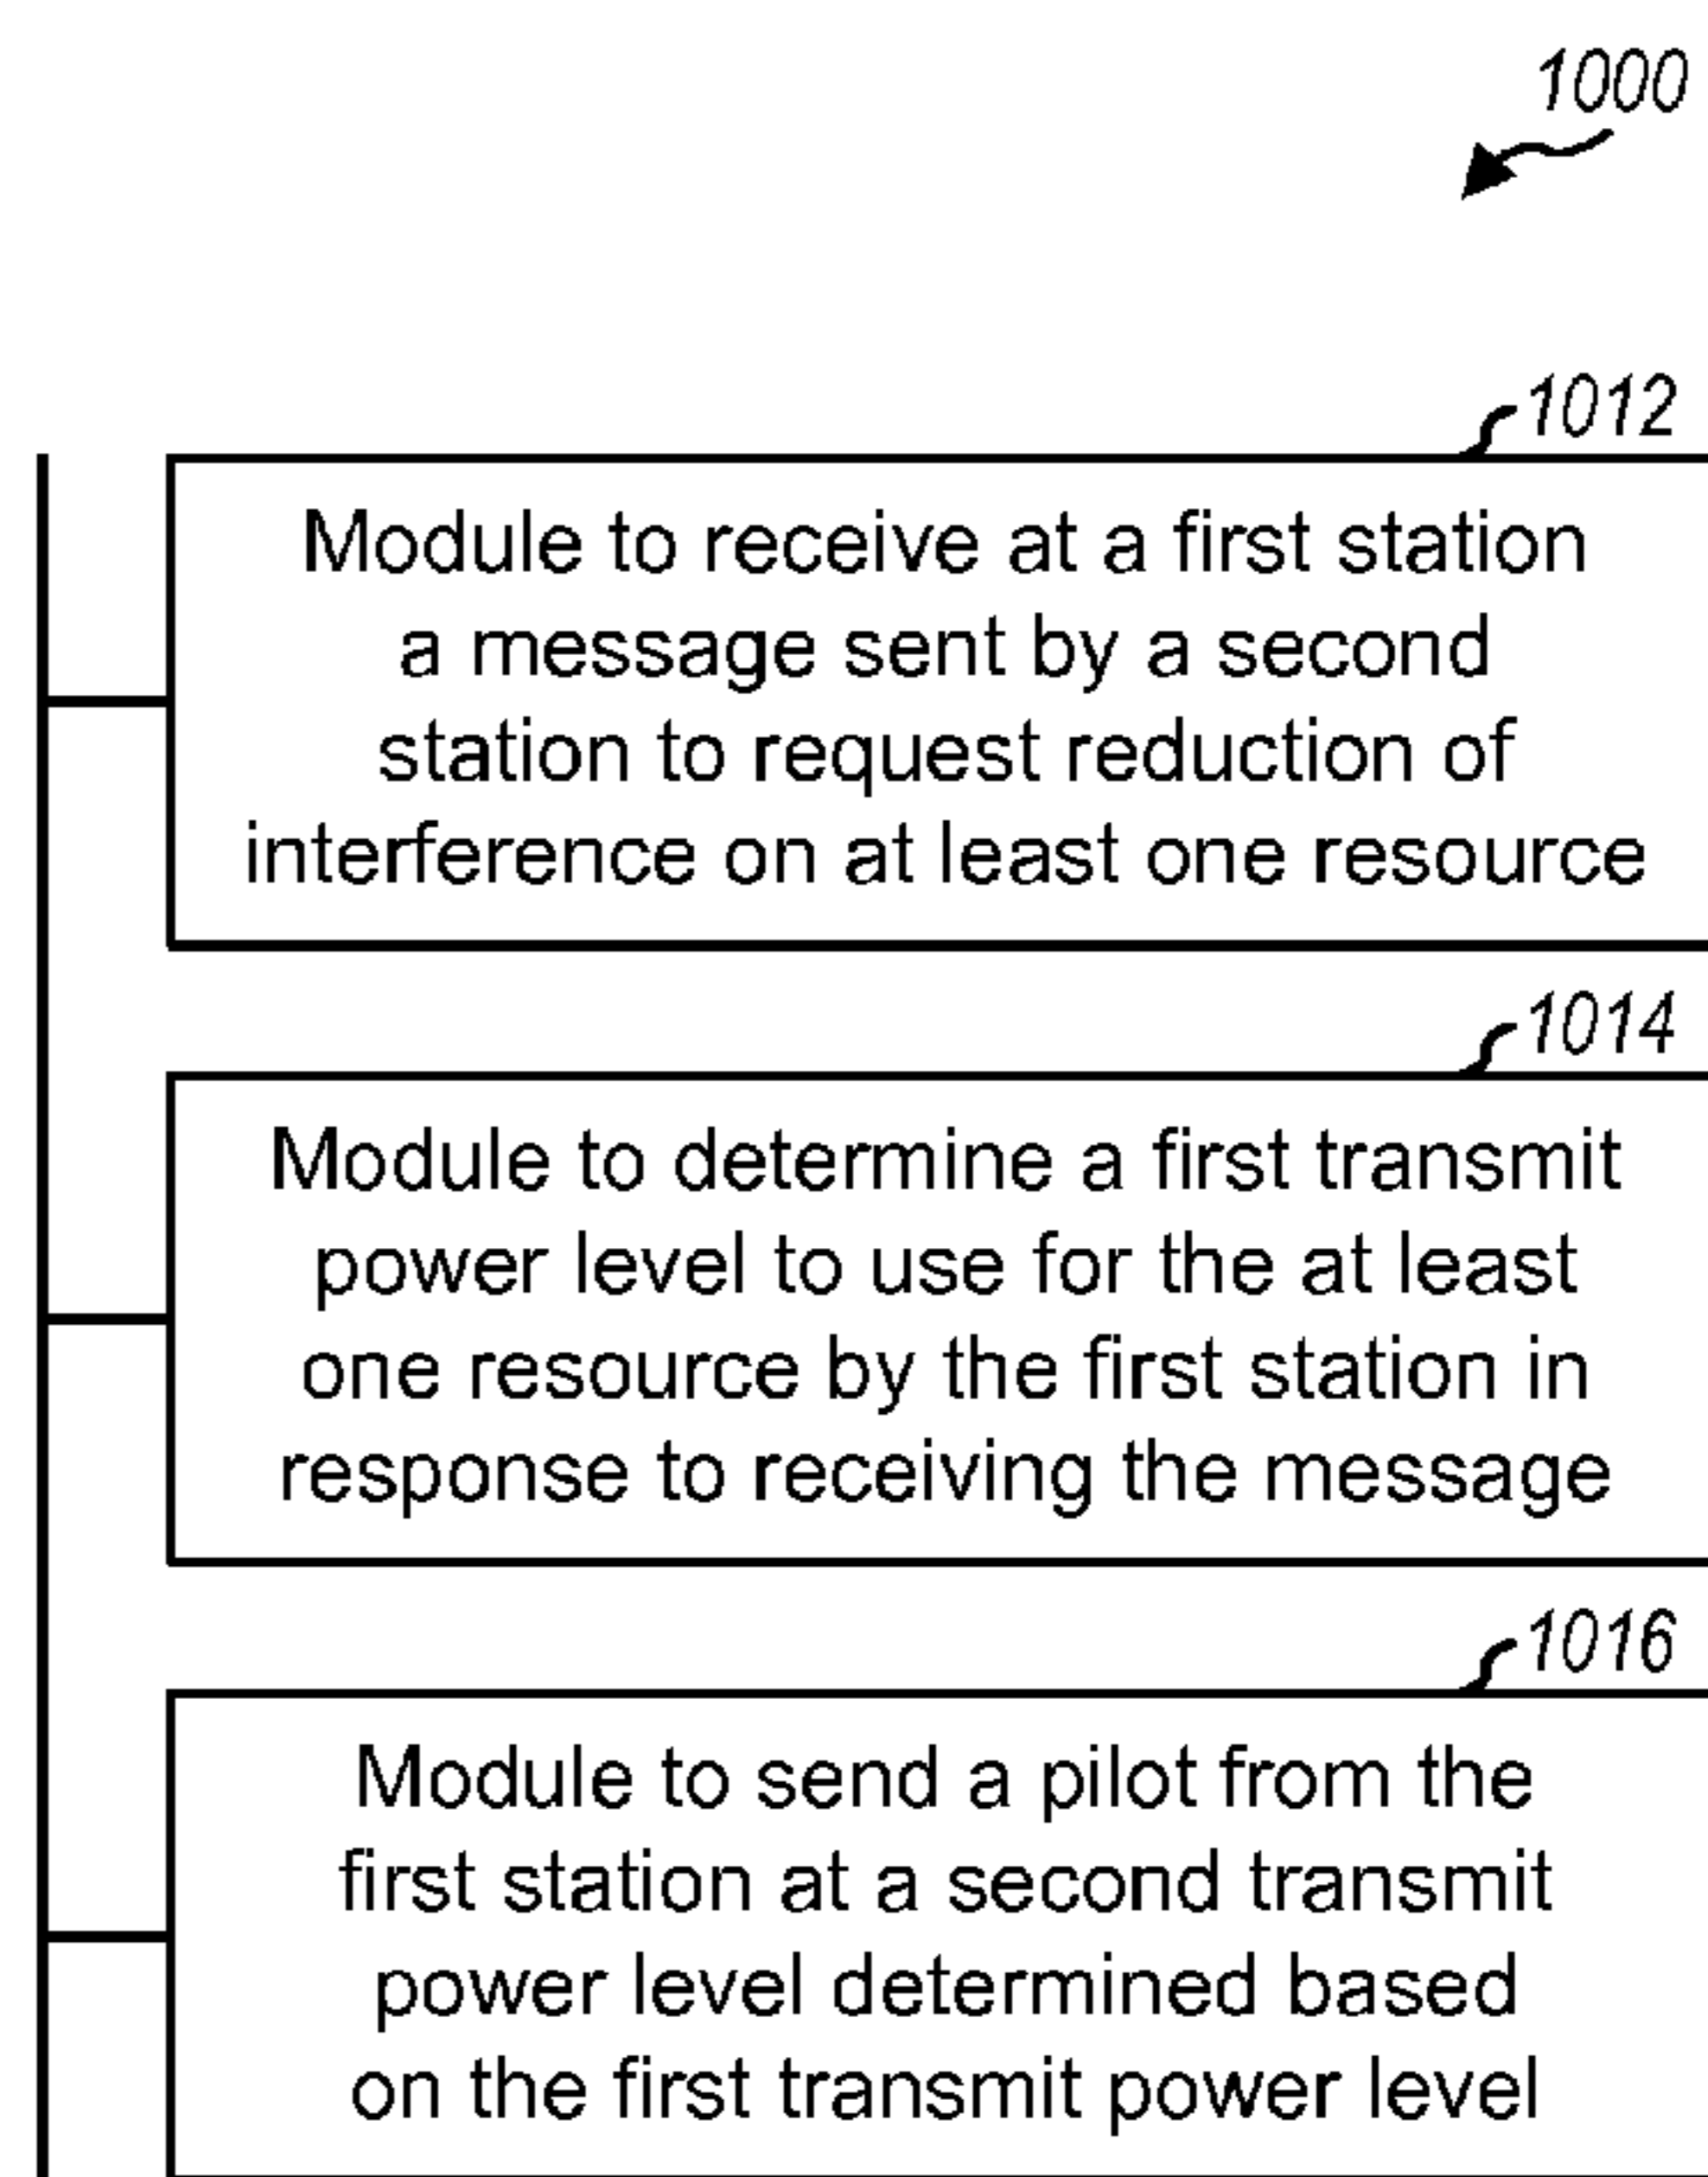 1000
1012
Module to receive at a first station
a message sent by a second
station to request reduction of
interference on at least one resource
1014
Module to determine a first transmit
power level to use for the at least
one resource by the first station in
response to receiving the message
1016
Module to send a pilot from the
first station at a second transmit
power level determined based
on the first transmit power level